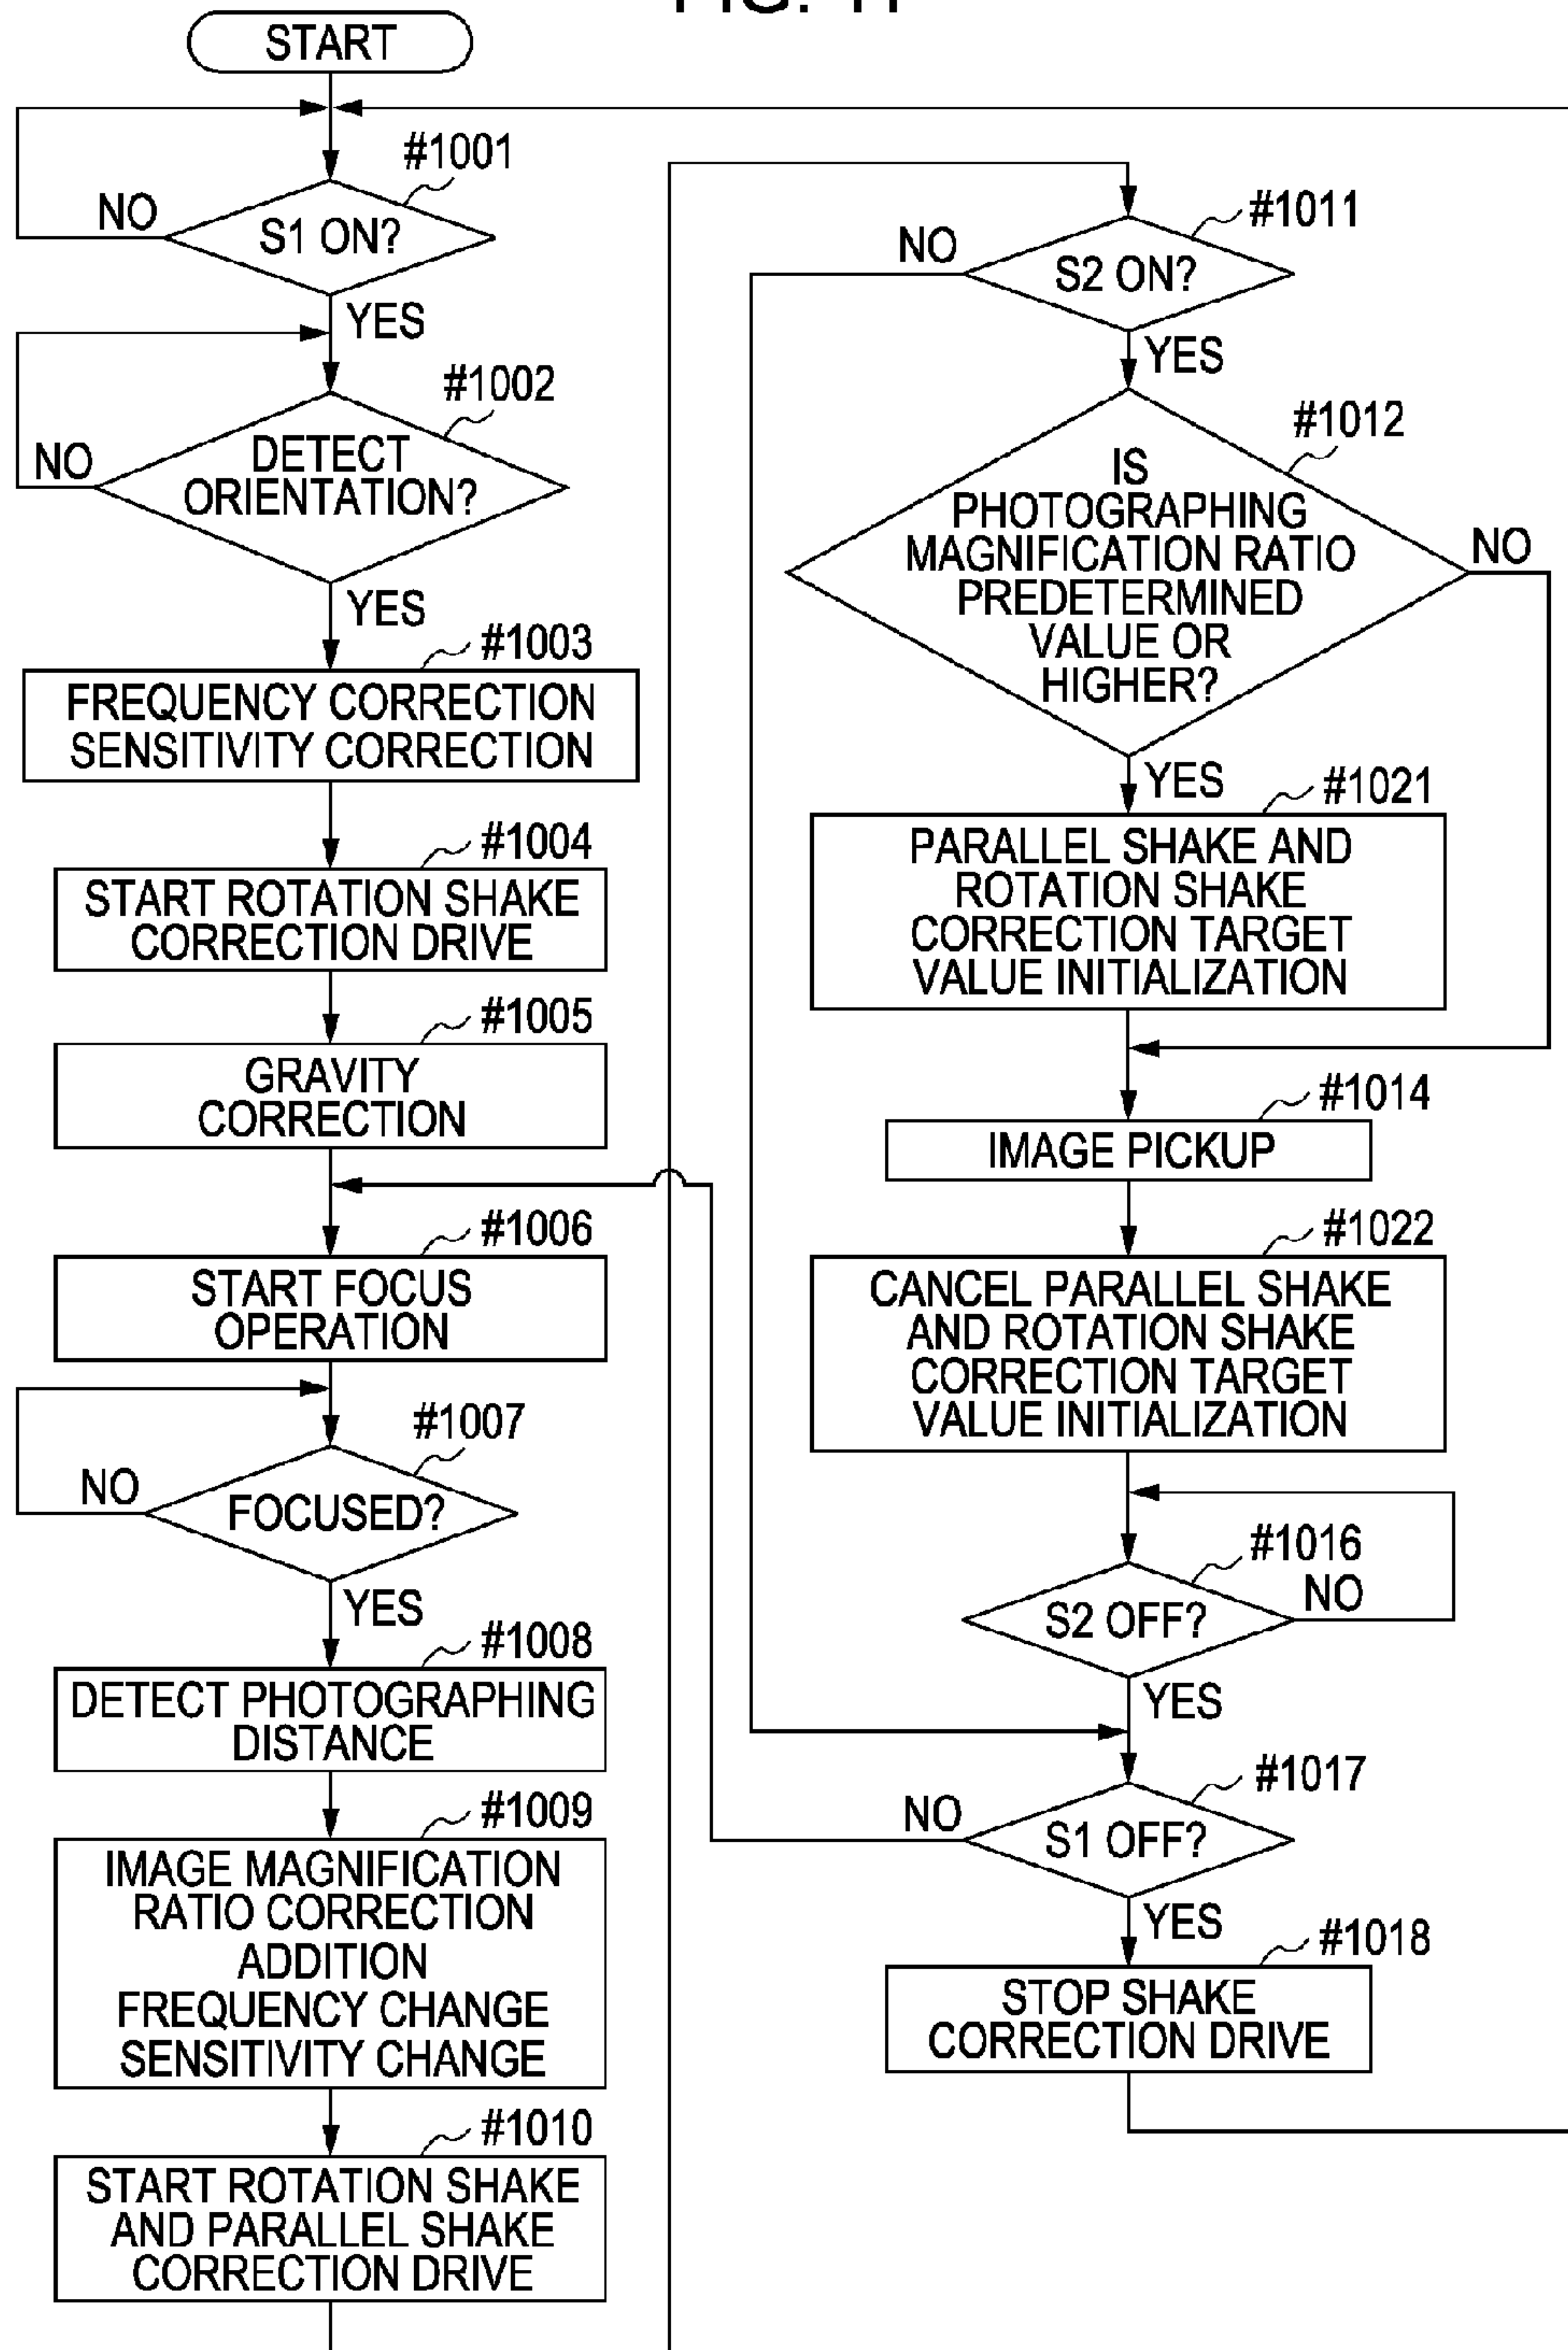 START
#1001
S1 ON?
NO
YES
#1002
DETECT
ORIENTATION?
NO
YES
#1003
FREQUENCY CORRECTION
SENSITIVITY CORRECTION
#1004
START ROTATION SHAKE
CORRECTION DRIVE
#1005
GRAVITY
CORRECTION
#1006
START FOCUS
OPERATION
#1007
FOCUSED?
NO
YES
#1008
DETECT PHOTOGRAPHING
DISTANCE
#1009
IMAGE MAGNIFICATION
RATIO CORRECTION
ADDITION
FREQUENCY CHANGE
SENSITIVITY CHANGE
#1010
START ROTATION SHAKE
AND PARALLEL SHAKE
CORRECTION DRIVE
#1011
S2 ON?
NO
YES
#1012
IS
PHOTOGRAPHING
MAGNIFICATION RATIO
PREDETERMINED
VALUE OR
HIGHER?
NO
YES
#1021
PARALLEL SHAKE AND
ROTATION SHAKE
CORRECTION TARGET
VALUE INITIALIZATION
#1014
IMAGE PICKUP
#1022
CANCEL PARALLEL SHAKE
AND ROTATION SHAKE
CORRECTION TARGET
VALUE INITIALIZATION
#1016
S2 OFF?
NO
YES
#1017
S1 OFF?
NO
YES
#1018
STOP SHAKE
CORRECTION DRIVE